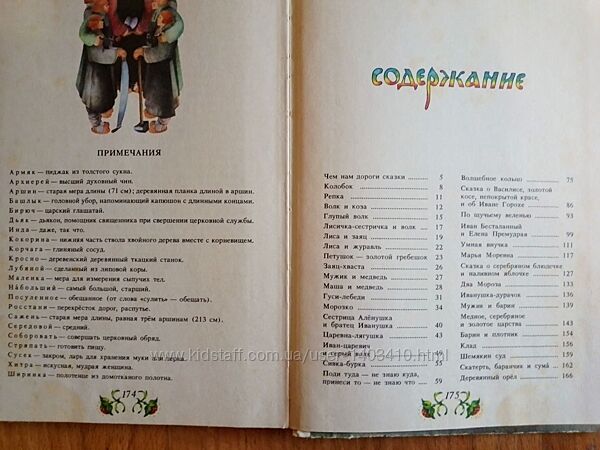 ПРИМЕЧАНИЯ
Армяк — пиджак из толстого сукна.
Архиерей — высший духовный чин.
Аршин — старая мера длины (71 см); деревянная планка длиной в аршин.
Башлык — головной убор, напоминающий капюшон с длинными концами.
Бирюч — царский глашатай.
Дьяк — дьякон, помощник священника при свершении церковной службы.
Инда — даже, так что.
Кокорина — нижняя часть ствола хвойного дерева вместе с корневищем.
Корчага — глиняный сосуд.
Кросно — деревенский деревянный ткацкий станок.
Лубяной — сделанный из липовой коры.
Маленка — мера для измерения сыпучих тел.
Набольший — самый большой, старший.
Посуленное — обещанное (от слова «сулить» — обещать).
Росстани — перекрёсток дорог, распутье.
Сажень — старая мера длины, равная трём аршинам (213 см).
Середовой — средний.
Соборовать — совершать церковный обряд.
Стряпать — готовить пищу.
Сусек — закром, ларь для хранения муки или зерна.
Хитра — искусная, мудрая женщина.
Ширинка — полотенце из домотканого полотна.
174
СОДЕРЖАНИЕ
Чем нам дороги сказки 5
Колобок 8
Репка 11
Волк и коза 12
Глупый волк 15
Лисичка-сестричка и волк 17
Лиса и заяц 19
Лиса и журавль 22
Петушок — золотой гребешок
Заяц-хваста
Мужик и медведь
Маша и медведь
Гуси-лебеди
Морозко
Сестрица Алёнушка
и братец Иванушка 40
Царевна-лягушка 43
Иван-царевич
и серый волк
Сивка-бурка 55
Поди туда — не знаю куда,
принеси то — не знаю что 59
Волшебное кольцо 75
Сказка о Василисе, золотой
косе, непокрытой красе,
и об Иване Горохе 86
По щучьему веленью 93
Иван Бесталанный
и Елена Премудрая 99
Умная внучка 111
Марья Моревна
Сказка о серебряном блюдечке
и наливном яблочке 127
Два Мороза 131
Иванушка-дурачок 136
Мужик и барин 139
Медное, серебряное
и золотое царства 143
Барин и плотник 154
Клад 156
Шемякин суд 159
Скатерть, баранчик и сума 162
Деревянный орёл 166
175
www.kidstaff.com.ua/user-1403410.html